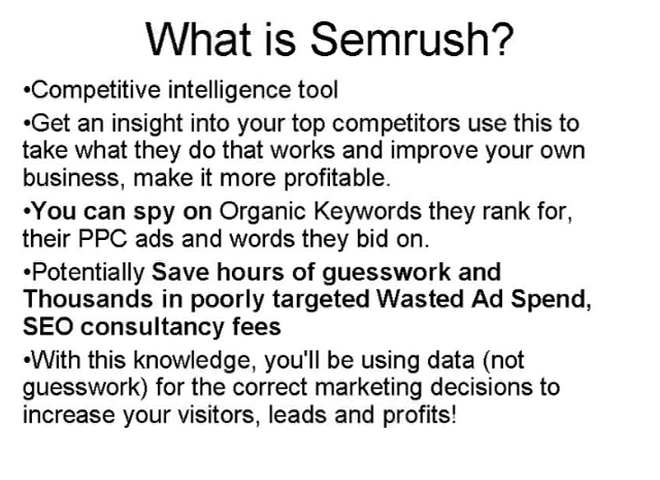 What is Semrush?
•Competitive intelligence tool
•Get an insight into your top competitors use this to
take what they do that works and improve your own
business, make it more profitable.
•You can spy on Organic Keywords they rank for,
their PPC ads and words they bid on.
•Potentially Save hours of guesswork and
Thousands in poorly targeted Wasted Ad Spend,
SEO consultancy fees
•With this knowledge, you'll be using data (not
guesswork) for the correct marketing decisions to
increase your visitors, leads and profits!